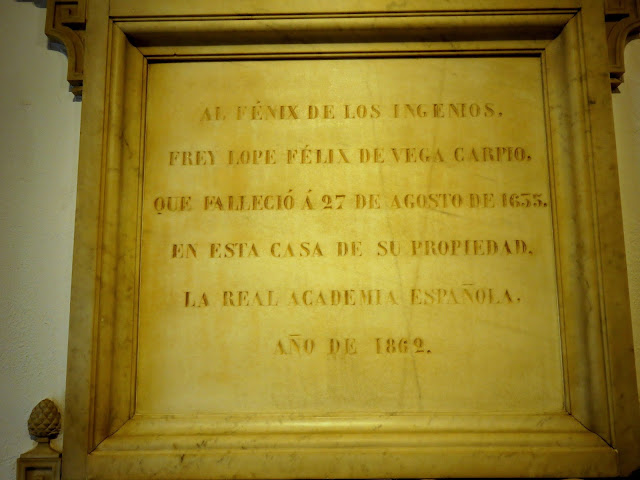 AL FÉNIX DE LOS INGENIOS,
FREY LOPE FÉLIX DE VEGA CARPIO,
QUE FALLECIÓ Á 27 DE AGOSTO DE 1635.
EN ESTA CASA DE SU PROPIEDAD,
LA REAL ACADEMIA ESPAÑOLA,
AÑO DE 1862.